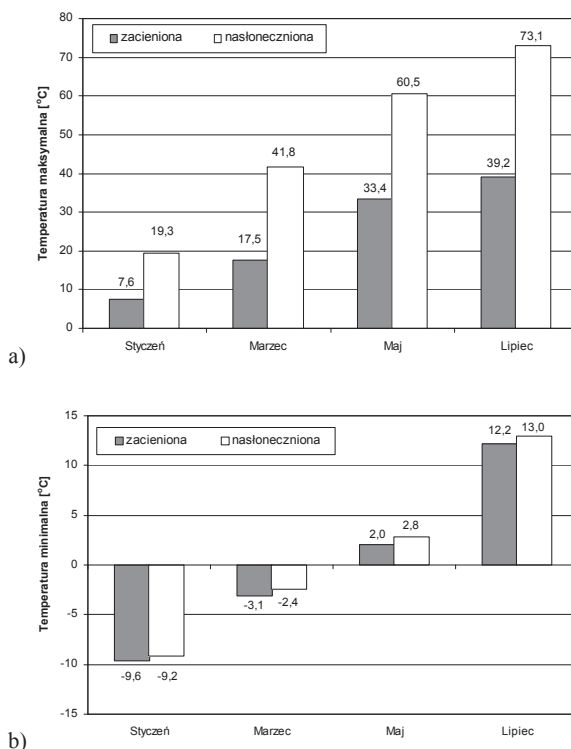 80
70
60
50
40
30
20
10
0
Temperatura maksymalna [°C]
zacieniona
nasłoneczniona
7,6
19,3
17,5
41,8
33,4
60,5
39,2
73,1
Styczeń
Marzec
Maj
Lipiec
a)
15
10
5
0
-5
-10
-15
Temperatura minimalna [°C]
zacieniona
nasłoneczniona
-9,6
-9,2
-3,1
-2,4
2,0
2,8
12,2
13,0
Styczeń
Marzec
Maj
Lipiec
b)